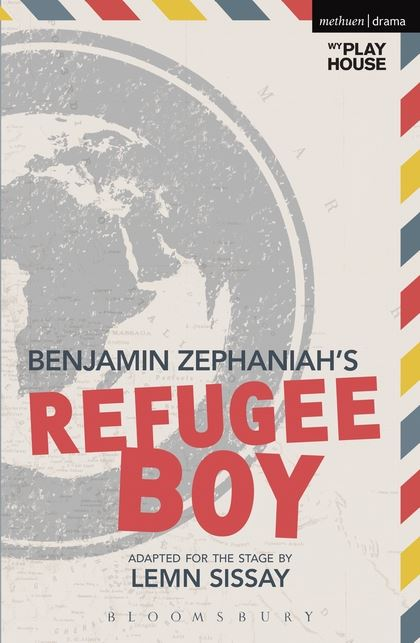 methuen | drama
WY PLAY
HOUSE
BENJAMIN ZEPHANIAH'S
REFUGEE
BOY
ADAPTED FOR THE STAGE BY
LEMN SISSAY
BLOOMSBURY